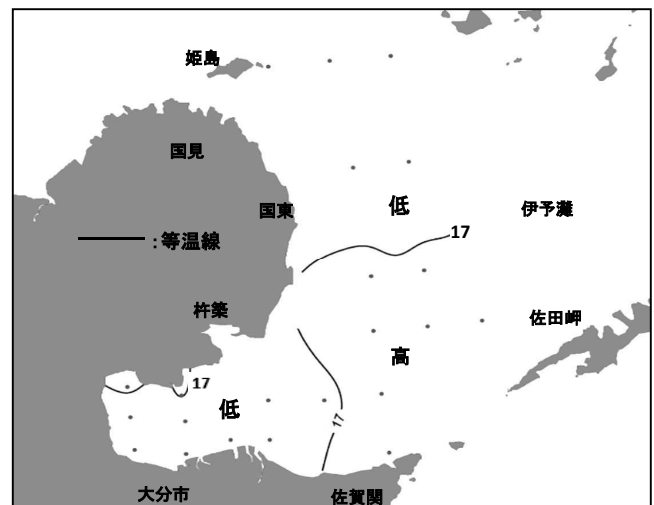 姫島
国見
国東
低
伊予灘
17
:等温線
杵築
佐田岬
高
17
低
17
大分市
佐賀関